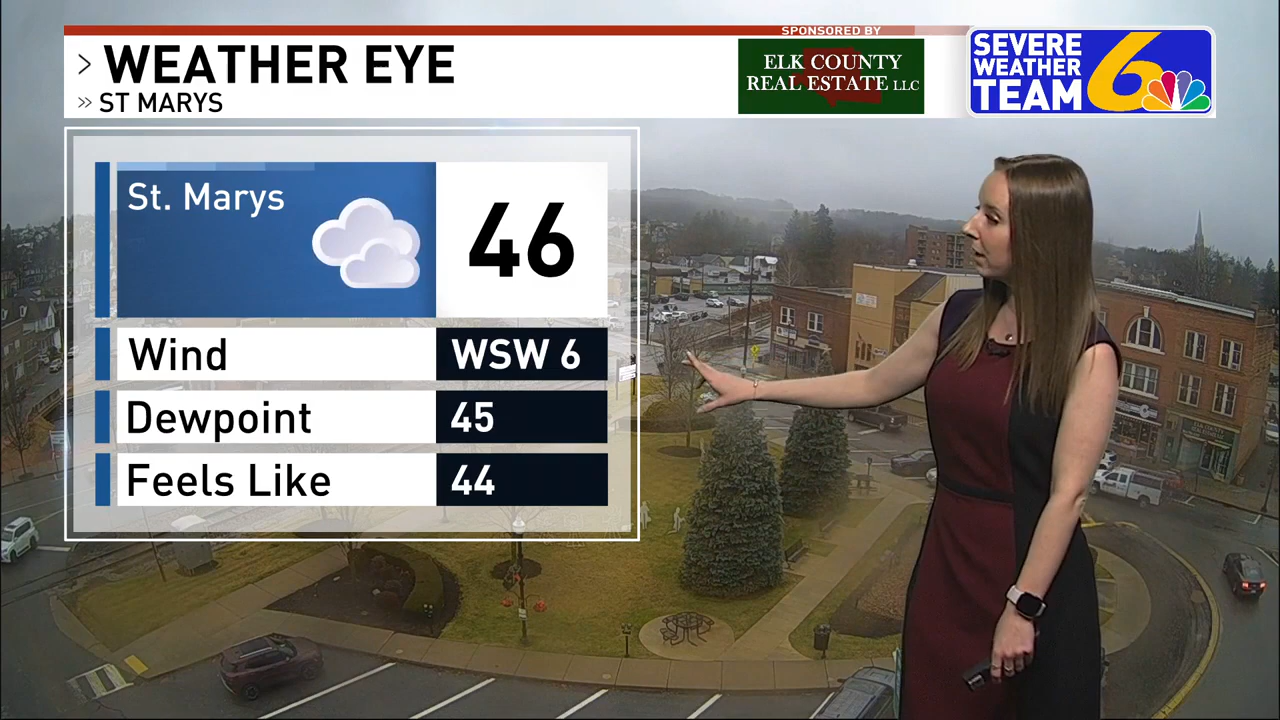 SPONSORED BY
> WEATHER EYE
» ST MARYS
ELK COUNTY
REAL ESTATE LLC
SEVERE
WEATHER
TEAM 6
St. Marys
46
Wind WSW 6
Dewpoint 45
Feels Like 44